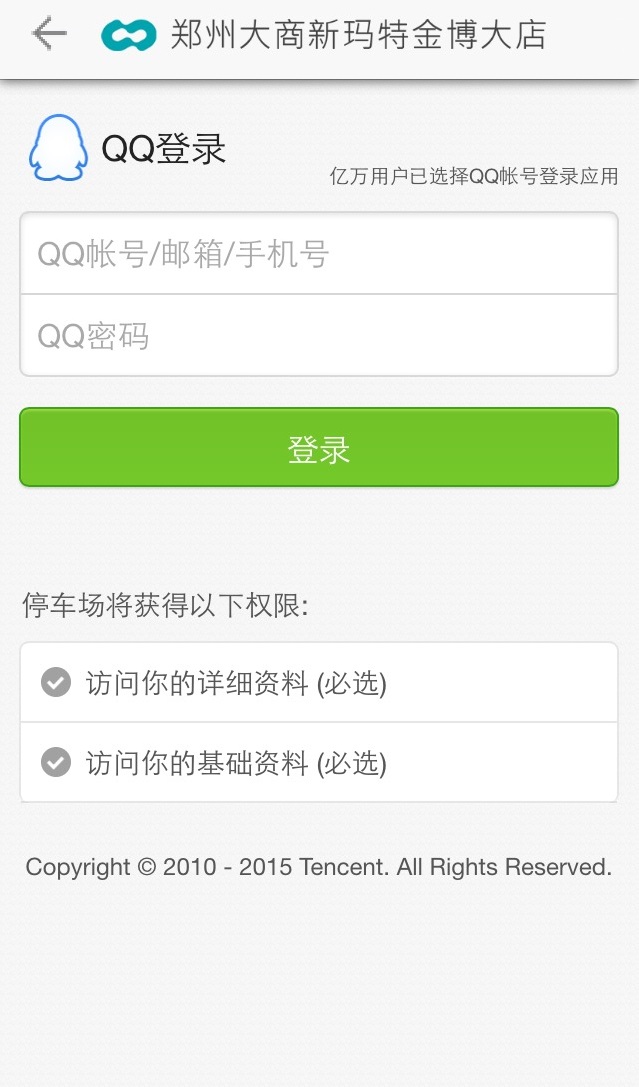 郑州大商新玛特金博大店
QQ登录
亿万用户已选择QQ帐号登录应用
QQ帐号/邮箱/手机号
QQ密码
登录
停车场将获得以下权限:
访问你的详细资料 (必选)
访问你的基础资料 (必选)
Copyright © 2010 - 2015 Tencent. All Rights Reserved.